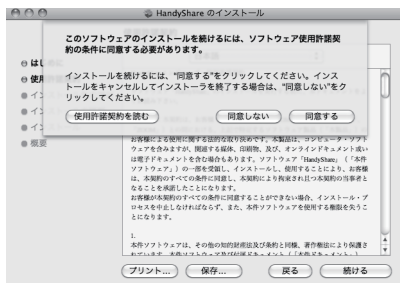 HandyShare のインストール
このソフトウェアのインストールを続けるには、ソフトウェア使用許諾契
約の条件に同意する必要があります。
インストールを続けるには、"同意する"をクリックしてください。インス
トールをキャンセルしてインストーラを終了する場合は、"同意しない"をク
リックしてください。
使用許諾契約を読む
同意しない
同意する
はじ
使用
イン
イン
イン
概要
お客様による使用に関する法的な取り決めです。本製品は、コンピュータ・ソフト
ウェアを含みますが、関連する媒体、印刷物、及び、オンラインドキュメント或い
は電子ドキュメントを含む場合もあります。ソフトウェア「HandyShare」（「本件
ソフトウェア」）の一部を受領し、インストールし、使用することにより、お客様
は、本契約のすべての条件に同意し、本契約により拘束され且つ本契約の当事者と
なることを承諾したことになります。
お客様が本契約のすべての条件に同意することができない場合、インストール・プ
ロセスを中止しなければならず、また、本件ソフトウェアを使用する権限を失うこ
とになります。
1.
本件ソフトウェアは、その他の知的財産法及び条約と同様、著作権法により保護さ
プリント...
保存...
戻る
続ける